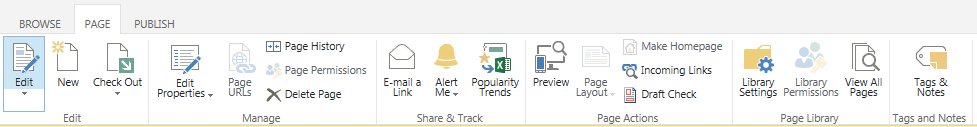 BROWSE PAGE PUBLISH
Edit
New
Check Out
Edit
Properties
Page
URLs
Page History
Page Permissions
Delete Page
E-mail a
Link
Alert
Me
Popularity
Trends
Preview
Page
Layout
Make Homepage
Incoming Links
Draft Check
Library
Settings
Library
Permissions
View All
Pages
Tags &
Notes
Edit
Manage
Share & Track
Page Actions
Page Library
Tags and Notes